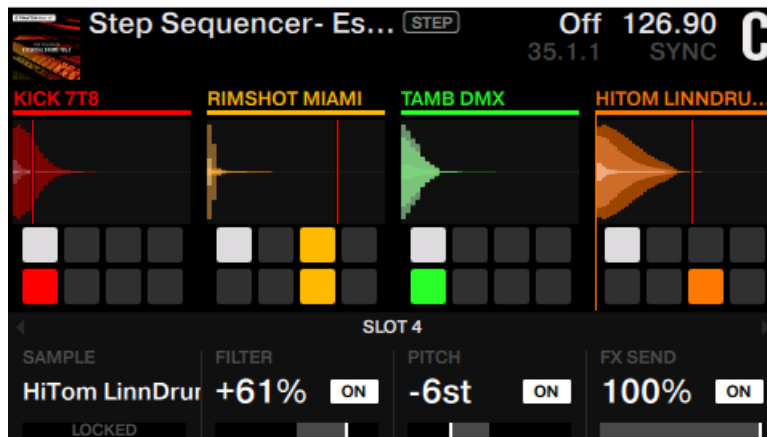 Step Sequencer- Es... STEP Off 126.90 C
35.1.1 SYNC
KICK 7T8 RIMSHOT MIAMI TAMB DMX HITOM LINNDRU...
SLOT 4
SAMPLE FILTER PITCH FX SEND
HiTom LinnDrur +61% ON -6st ON 100% ON
LOCKED